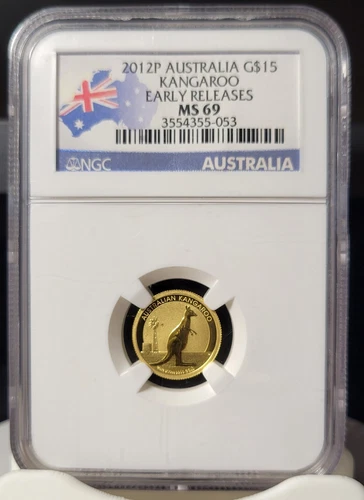 2012P AUSTRALIA G$15
KANGAROO
EARLY RELEASES
MS 69
3554355-053
NGC
AUSTRALIA
AUSTRALIAN KANGAROO